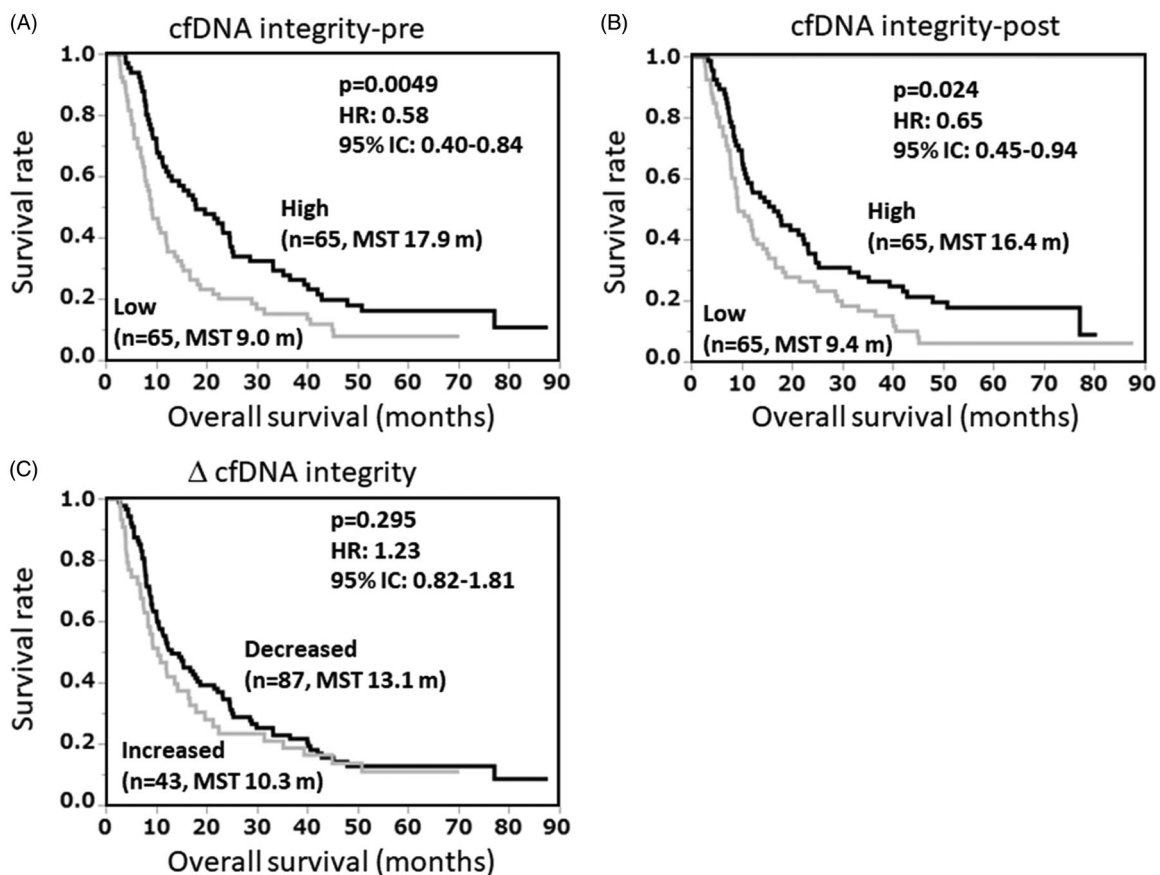 (A)
cfDNA integrity-pre
Survival rate
1.0
0.8
0.6
0.4
0.2
0.0
p=0.0049
HR: 0.58
95% IC: 0.40-0.84
High
(n=65, MST 17.9 m)
Low
(n=65, MST 9.0 m)
0 10 20 30 40 50 60 70 80 90
Overall survival (months)
(B)
cfDNA integrity-post
Survival rate
1.0
0.8
0.6
0.4
0.2
0.0
p=0.024
HR: 0.65
95% IC: 0.45-0.94
High
(n=65, MST 16.4 m)
Low
(n=65, MST 9.4 m)
0 10 20 30 40 50 60 70 80 90
Overall survival (months)
(C)
Δ cfDNA integrity
Survival rate
1.0
0.8
0.6
0.4
0.2
0.0
p=0.295
HR: 1.23
95% IC: 0.82-1.81
Decreased
(n=87, MST 13.1 m)
Increased
(n=43, MST 10.3 m)
0 10 20 30 40 50 60 70 80 90
Overall survival (months)